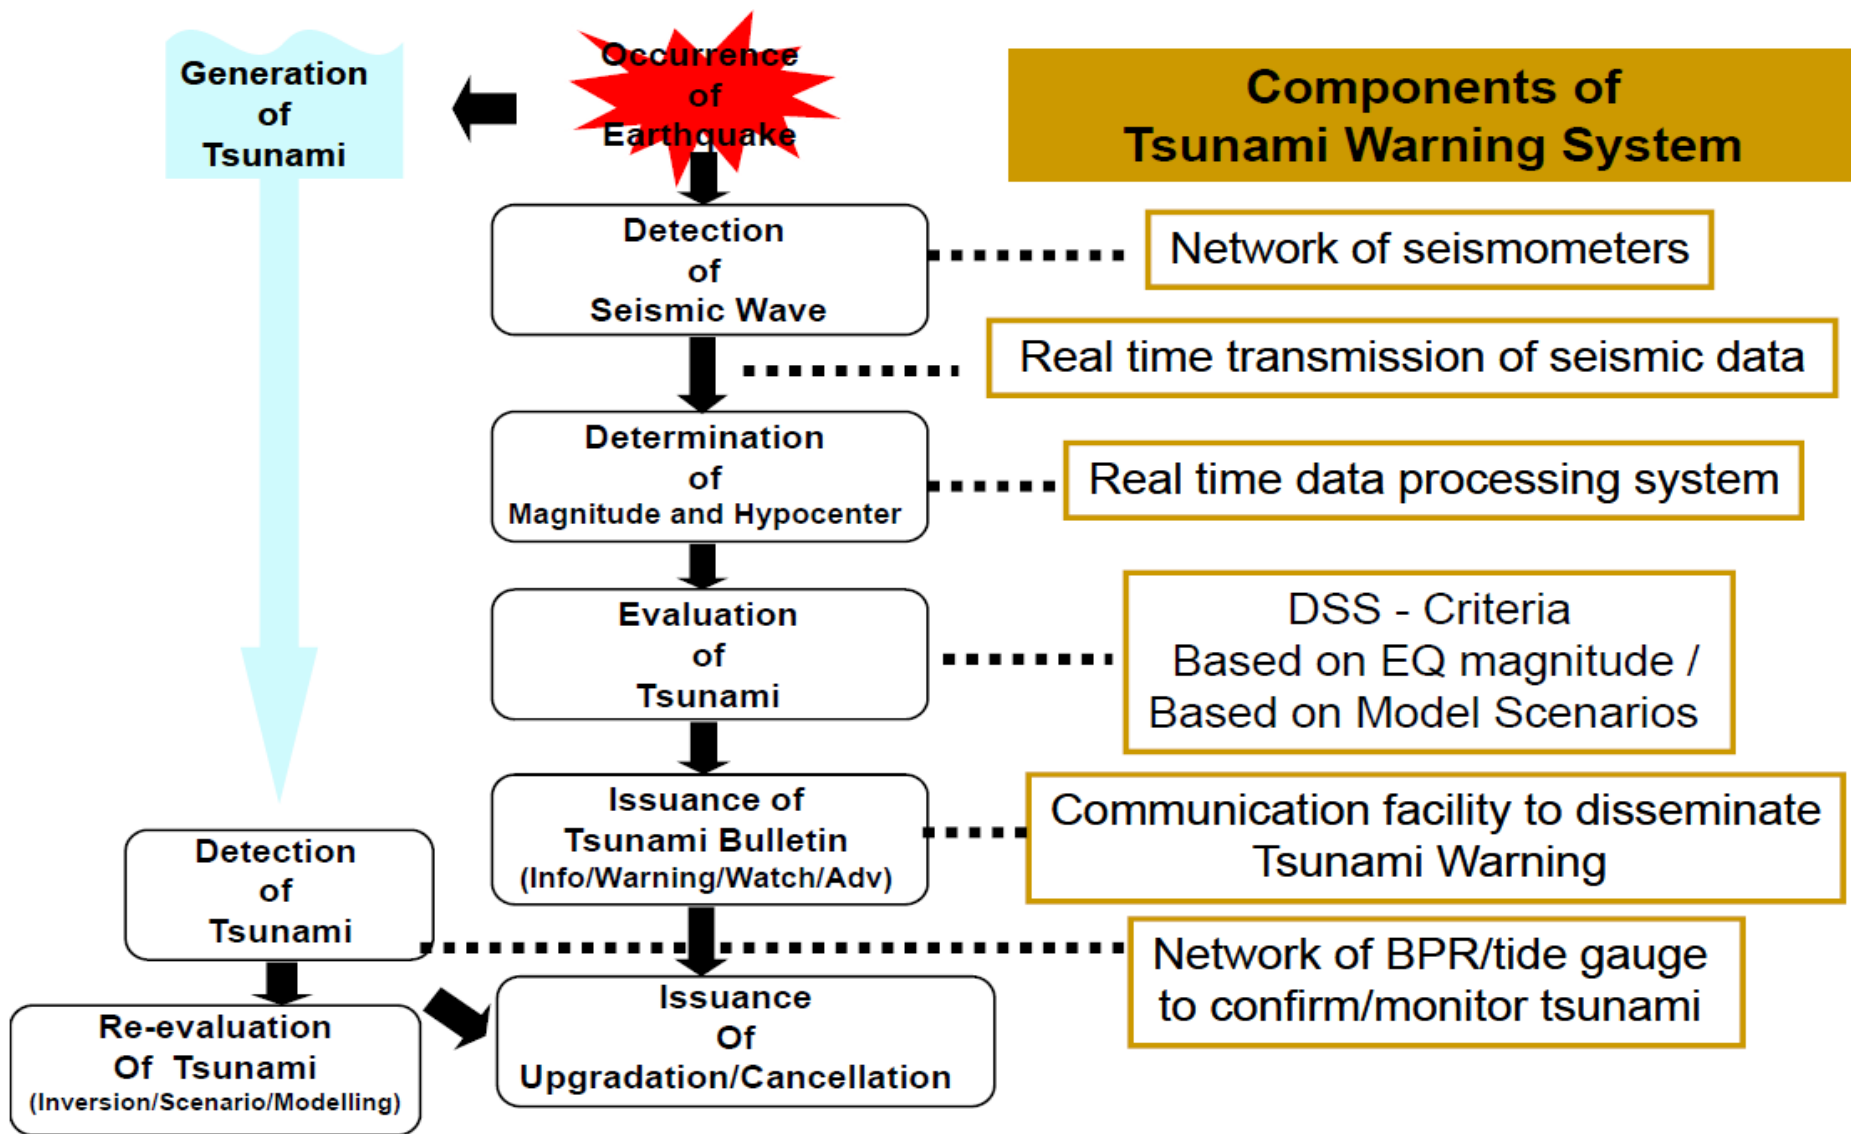 Generation
of
Tsunami
Occurrence
of
Earthquake
Components of
Tsunami Warning System
Detection
of
Seismic Wave
Network of seismometers
Real time transmission of seismic data
Determination
of
Magnitude and Hypocenter
Real time data processing system
Evaluation
of
Tsunami
DSS - Criteria
Based on EQ magnitude /
Based on Model Scenarios
Issuance of
Tsunami Bulletin
(Info/Warning/Watch/Adv)
Communication facility to disseminate
Tsunami Warning
Detection
of
Tsunami
Network of BPR/tide gauge
to confirm/monitor tsunami
Re-evaluation
Of Tsunami
(Inversion/Scenario/Modelling)
Issuance
Of
Upgradation/Cancellation